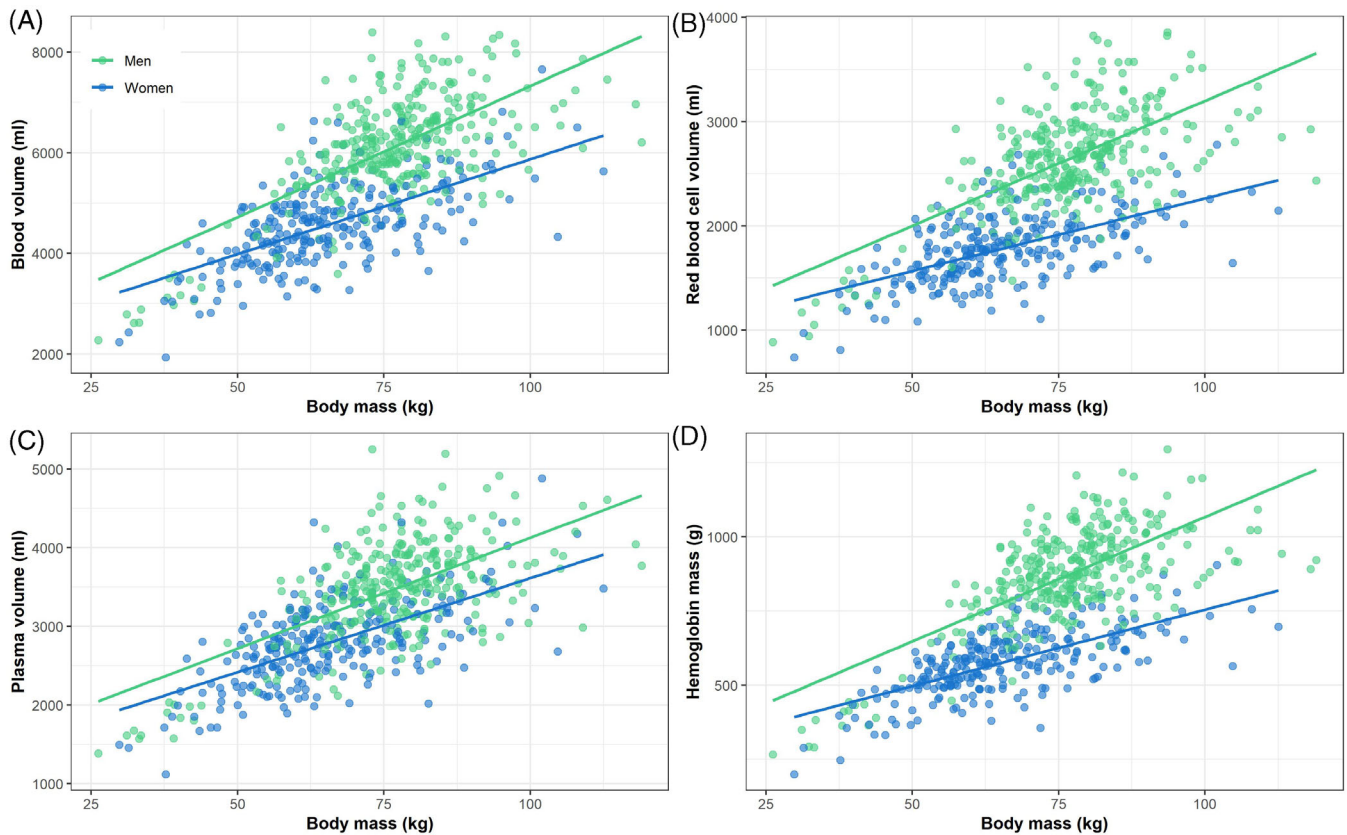 (A)
Blood volume (ml)
8000
6000
4000
2000
Men
Women
25 50 75 100
Body mass (kg)
(B)
Red blood cell volume (ml)
4000
3000
2000
1000
25 50 75 100
Body mass (kg)
(C)
Plasma volume (ml)
5000
4000
3000
2000
1000
25 50 75 100
Body mass (kg)
(D)
Hemoglobin mass (g)
1000
500
25 50 75 100
Body mass (kg)